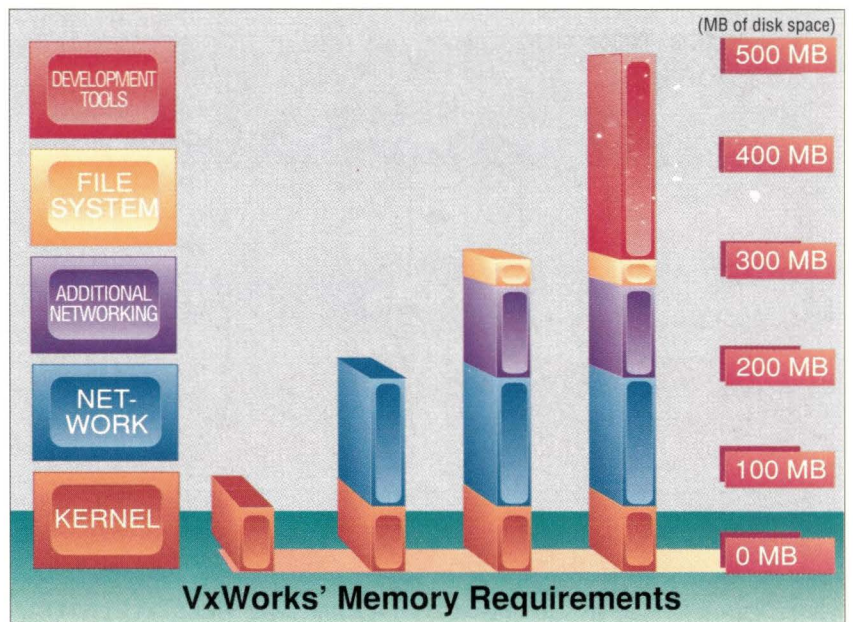 (MB of disk space)
DEVELOPMENT
TOOLS
FILE
SYSTEM
ADDITIONAL
NETWORKING
NET-
WORK
KERNEL
500 MB
400 MB
300 MB
200 MB
100 MB
0 MB
VxWorks' Memory Requirements